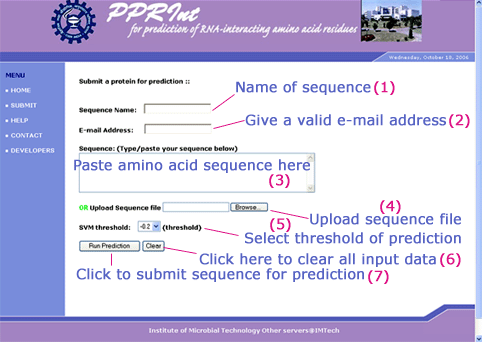 PPRInt
for prediction of RNA-interacting amino acid residues
Wednesday, October 18, 2006
MENU
HOME
SUBMIT
HELP
CONTACT
DEVELOPERS
Submit a protein for prediction ::
Sequence Name:
Name of sequence (1)
E-mail Address:
Give a valid e-mail address (2)
Sequence: (Type/paste your sequence below)
Paste amino acid sequence here
(3)
OR Upload Sequence file Browse...
(4)
Upload sequence file
SVM threshold: -0.2 (threshold)
(5)
Select threshold of prediction
Run Prediction Clear
Click here to clear all input data (6)
Click to submit sequence for prediction (7)
Institute of Microbial Technology Other servers@IMTech